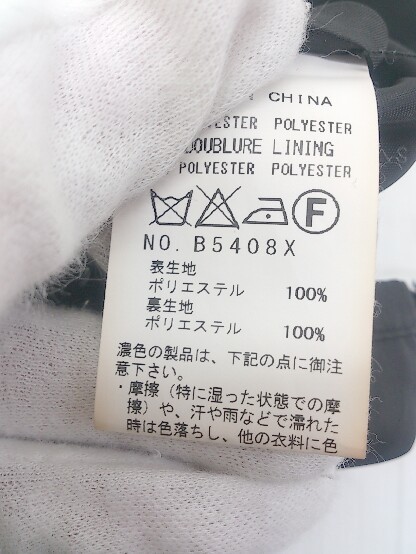 CHINA
POLYESTER
DOUBLURE LINING
POLYESTER POLYESTER
F
NO. B5408X
表生地
ポリエステル 100%
裏生地
ポリエステル 100%
濃色の製品は、下記の点に御注
意下さい。
・摩擦（特に湿った状態での摩
擦）や、汗や雨などで濡れた
時は色落ちし、他の衣料に色